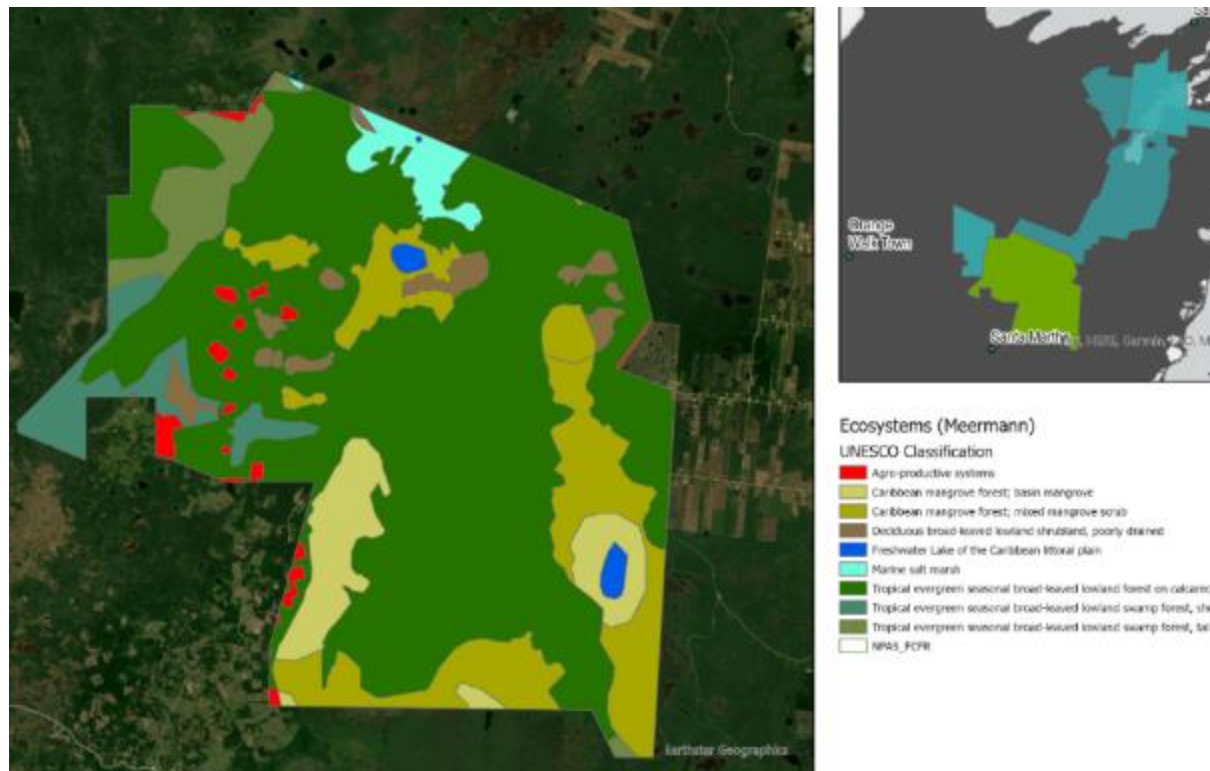 Earthstar Geographics
Orange
Walk Town
Santa Martha
Ecosystems (Meermann)
UNESCO Classification
Agro-productive systems
Caribbean mangrove forest; basin mangrove
Caribbean mangrove forest; mixed mangrove scrub
Deciduous broad-leaved lowland shrubland, poorly drained
Freshwater Lake of the Caribbean littoral plain
Marine salt marsh
Tropical evergreen seasonal broad-leaved lowland forest on calcareo
Tropical evergreen seasonal broad-leaved lowland swamp forest, sho
Tropical evergreen seasonal broad-leaved lowland swamp forest, tall
NPAS_FCFR